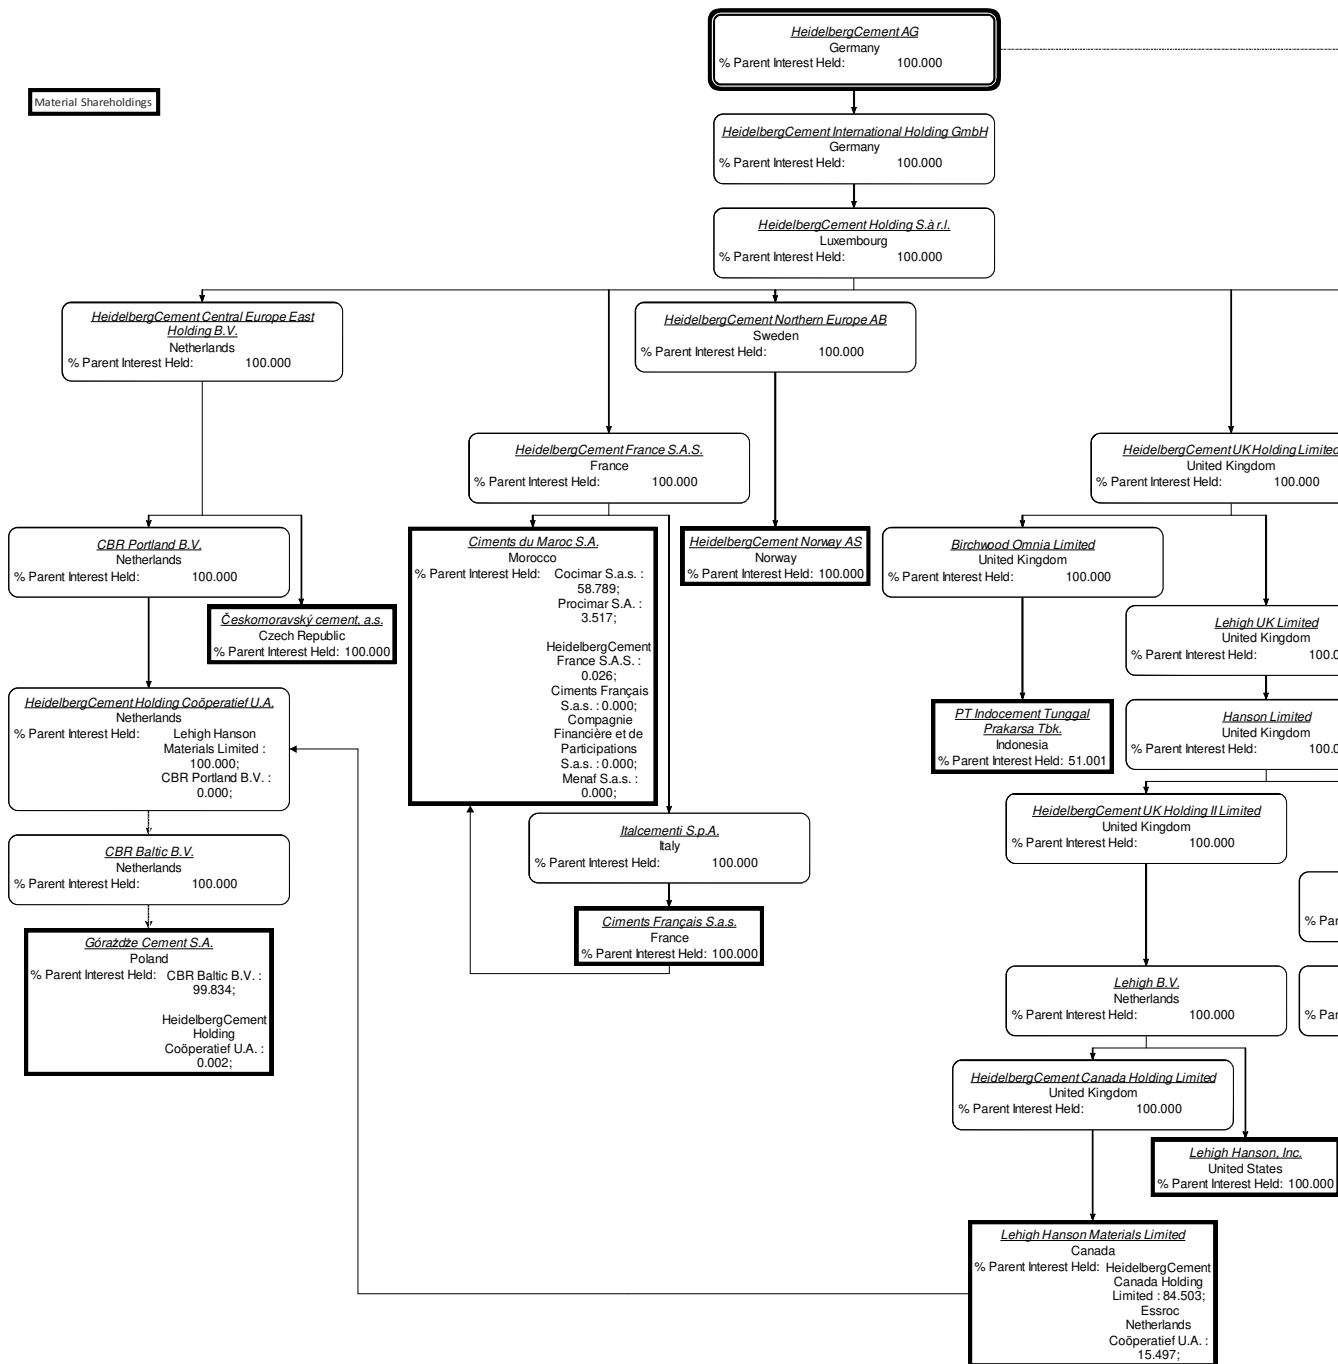 HeidelbergCement AG
Germany
% Parent Interest Held: 100.000
Material Shareholdings
HeidelbergCement International Holding GmbH
Germany
% Parent Interest Held: 100.000
HeidelbergCement Holding S.à r.l.
Luxembourg
% Parent Interest Held: 100.000
HeidelbergCement Central Europe East
Holding B.V.
Netherlands
% Parent Interest Held: 100.000
HeidelbergCement Northern Europe AB
Sweden
% Parent Interest Held: 100.000
HeidelbergCement France S.A.S.
France
% Parent Interest Held: 100.000
HeidelbergCement UK Holding Limited
United Kingdom
% Parent Interest Held: 100.000
CBR Portland B.V.
Netherlands
% Parent Interest Held: 100.000
Českomoravský cement, a.s.
Czech Republic
% Parent Interest Held: 100.000
Ciments du Maroc S.A.
Morocco
% Parent Interest Held: Cocimar S.a.s. :
58.789;
Procimar S.A. :
3.517;
HeidelbergCement
France S.A.S. :
0.026;
Ciments Français
S.a.s. : 0.000;
Compagnie
Financière et de
Participations
S.a.s. : 0.000;
Menaf S.a.s. :
0.000;
HeidelbergCement Norway AS
Norway
% Parent Interest Held: 100.000
Birchwood Omnia Limited
United Kingdom
% Parent Interest Held: 100.000
Lehigh UK Limited
United Kingdom
% Parent Interest Held: 100.0
HeidelbergCement Holding Coöperatief U.A.
Netherlands
% Parent Interest Held: Lehigh Hanson
Materials Limited :
100.000;
CBR Portland B.V. :
0.000;
PT Indocement Tunggal
Prakarsa Tbk.
Indonesia
% Parent Interest Held: 51.001
Hanson Limited
United Kingdom
% Parent Interest Held: 100.0
HeidelbergCement UK Holding II Limited
United Kingdom
% Parent Interest Held: 100.000
Italcementi S.p.A.
Italy
% Parent Interest Held: 100.000
CBR Baltic B.V.
Netherlands
% Parent Interest Held: 100.000
Ciments Français S.a.s.
France
% Parent Interest Held: 100.000
% Par
Górażdże Cement S.A.
Poland
% Parent Interest Held: CBR Baltic B.V. :
99.834;
HeidelbergCement
Holding
Coöperatief U.A. :
0.002;
Lehigh B.V.
Netherlands
% Parent Interest Held: 100.000
% Par
HeidelbergCement Canada Holding Limited
United Kingdom
% Parent Interest Held: 100.000
Lehigh Hanson, Inc.
United States
% Parent Interest Held: 100.000
Lehigh Hanson Materials Limited
Canada
% Parent Interest Held: HeidelbergCement
Canada Holding
Limited : 84.503;
Essroc
Netherlands
Coöperatief U.A. :
15.497;